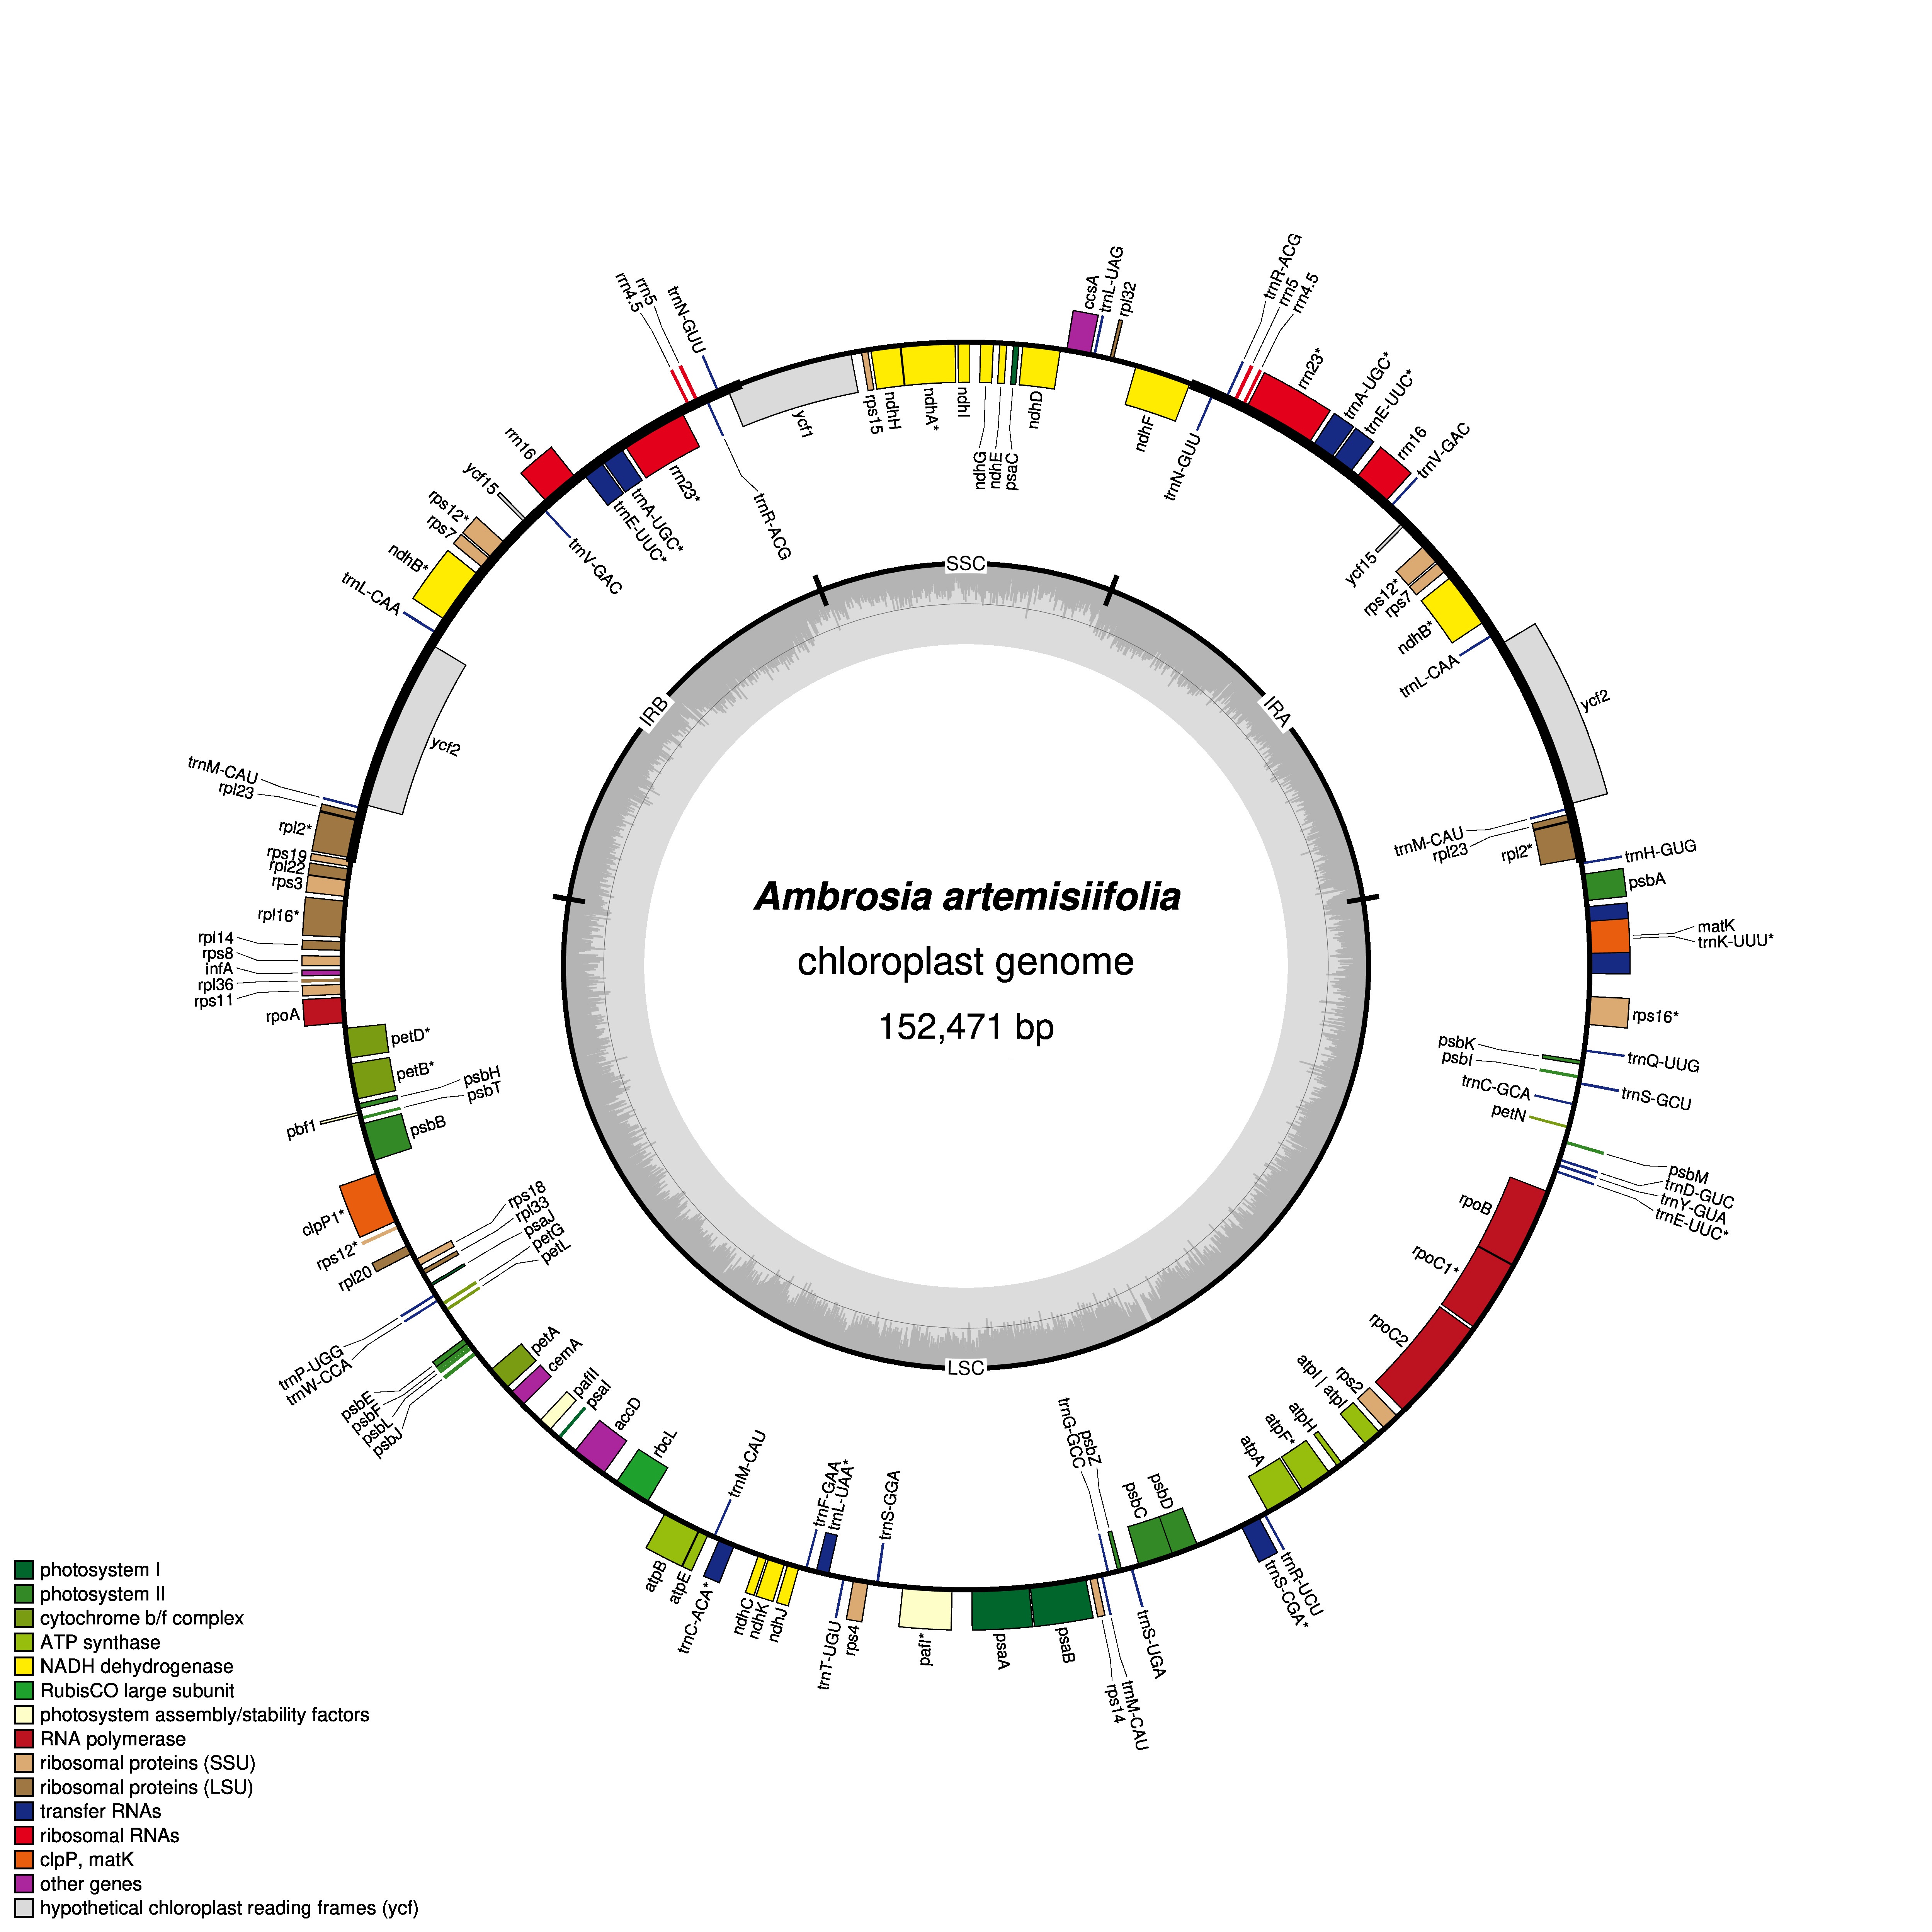 trnR-ACG
rrn5
rrn4.5
ccsA
trnL-UAG
rpl32
rrn23*
trnA-UGC*
trnE-UUC*
rrn16
trnV-GAC
ndhF
trnN-GUU
ycf15
rps12*
rps7
ndhB*
trnL-CAA
ycf2
trnM-CAU
rpl23
rpl2*
trnH-GUG
psbA
matK
trnK-UUU*
rps16*
psbK
psbI
trnQ-UUG
trnC-GCA
trnS-GCU
petN
psbM
trnD-GUC
trnY-GUA
trnE-UUC*
rpoB
rpoC1*
rpoC2
rps2
atpI | atpI
atpH
atpF*
atpA
trnR-UCU
trnS-CGA*
psbD
psbC
psbZ
trnG-GCC
trnS-UGA
trnM-CAU
rps14
psaB
psaA
pafI*
trnS-GGA
rps4
trnT-UGU
trnL-UAA*
trnF-GAA
ndhJ
ndhK
ndhC
trnM-CAU
trnC-ACA*
atpE
atpB
rbcL
accD
psaI
pafII
cemA
petA
psbJ
psbL
psbF
psbE
trnW-CCA
trnP-UGG
petL
petG
psaJ
rpl33
rps18
rpl20
rps12*
clpP1*
psbB
pbf1
psbT
psbH
petB*
petD*
rpoA
rps11
rpl36
infA
rps8
rpl14
rpl16*
rps3
rpl22
rps19
rpl2*
rpl23
trnM-CAU
ycf2
trnL-CAA
ndhB*
rps7
rps12*
ycf15
trnV-GAC
rrn16
trnE-UUC*
trnA-UGC*
rrn23*
rrn4.5
rrn5
trnR-ACG
trnN-GUU
ycf1
rps15
ndhH
ndhA*
ndhI
ndhG
ndhE
psaC
ndhD
SSC
IRB
IRA
LSC
Ambrosia artemisiifolia
chloroplast genome
152,471 bp
photosystem I
photosystem II
cytochrome b/f complex
ATP synthase
NADH dehydrogenase
RubisCO large subunit
photosystem assembly/stability factors
RNA polymerase
ribosomal proteins (SSU)
ribosomal proteins (LSU)
transfer RNAs
ribosomal RNAs
clpP, matK
other genes
hypothetical chloroplast reading frames (ycf)